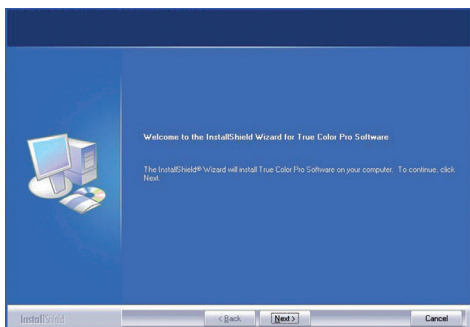 Welcome to the InstallShield Wizard for True Color Pro Software
The InstallShield® Wizard will install True Color Pro Software on your computer. To continue, click
Next.
InstallShield
< Back
Next >
Cancel